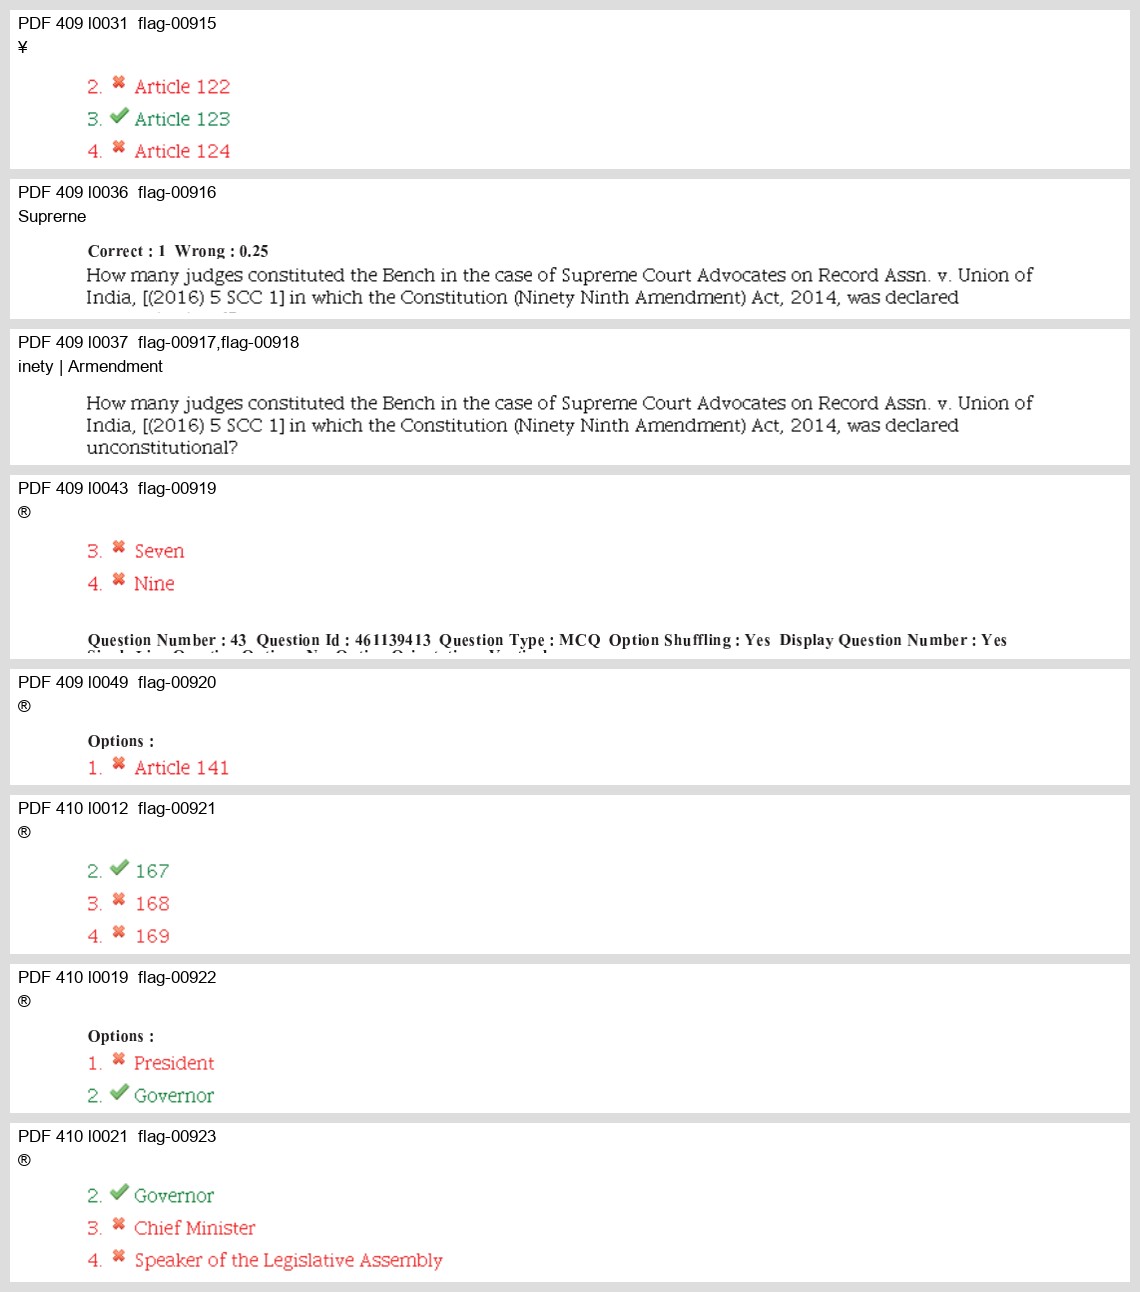 PDF 409 l0031 flag-00915
¥
2. ✖ Article 122
3. ✔ Article 123
4. ✖ Article 124
PDF 409 l0036 flag-00916
Suprerne
Correct : 1 Wrong : 0.25
How many judges constituted the Bench in the case of Supreme Court Advocates on Record Assn. v. Union of
India, [(2016) 5 SCC 1] in which the Constitution (Ninety Ninth Amendment) Act, 2014, was declared
PDF 409 l0037 flag-00917,flag-00918
inety | Armendment
How many judges constituted the Bench in the case of Supreme Court Advocates on Record Assn. v. Union of
India, [(2016) 5 SCC 1] in which the Constitution (Ninety Ninth Amendment) Act, 2014, was declared
unconstitutional?
PDF 409 l0043 flag-00919
®
3. ✖ Seven
4. ✖ Nine
Question Number : 43 Question Id : 461139413 Question Type : MCQ Option Shuffling : Yes Display Question Number : Yes
PDF 409 l0049 flag-00920
®
Options :
1. ✖ Article 141
PDF 410 l0012 flag-00921
®
2. ✔ 167
3. ✖ 168
4. ✖ 169
PDF 410 l0019 flag-00922
®
Options :
1. ✖ President
2. ✔ Governor
PDF 410 l0021 flag-00923
®
2. ✔ Governor
3. ✖ Chief Minister
4. ✖ Speaker of the Legislative Assembly